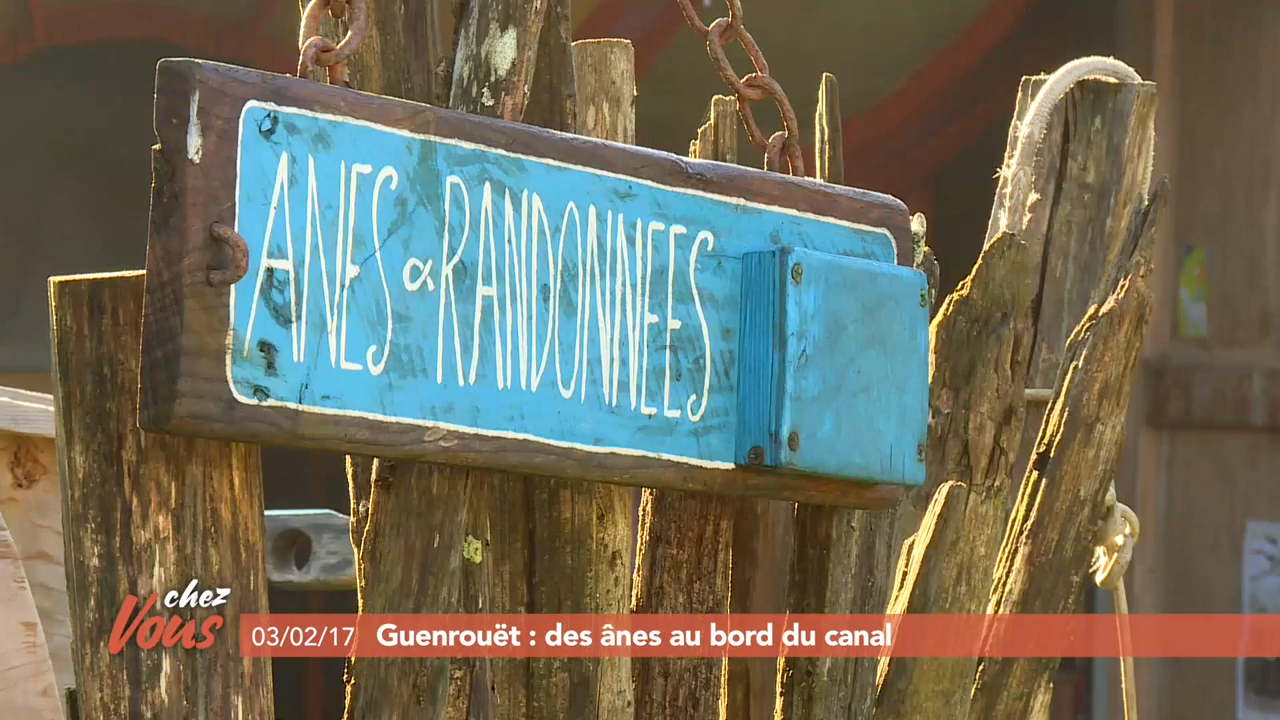 ANES a RANDONNEES
chez
Vous
03/02/17 Guenrouët : des ânes au bord du canal